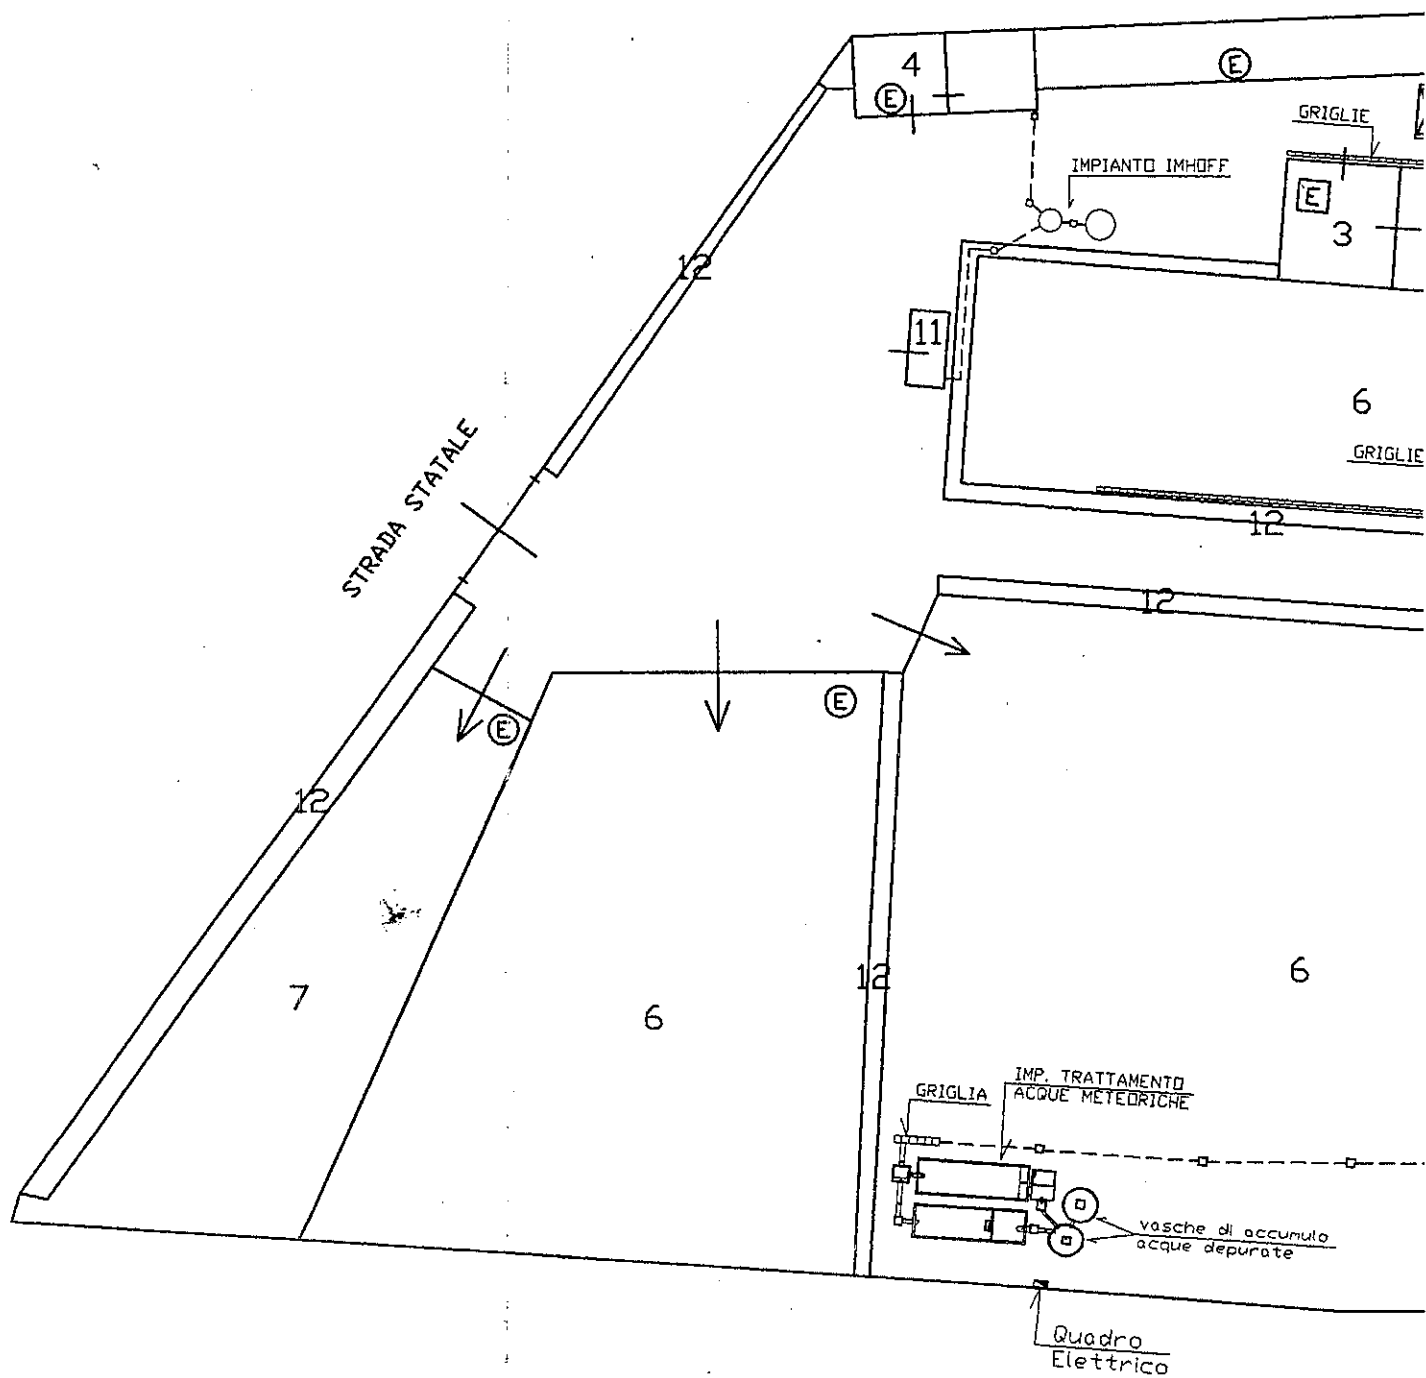 4
E
E
GRIGLIE
IMPIANTO IMHOFF
E
3
12
11
6
GRIGLIE
STRADA STATALE
12
12
E
E
12
7
6
12
6
IMP. TRATTAMENTO
ACQUE METEORICHE
GRIGLIA
vasche di accumulo
acque depurate
Quadro
Elettrico